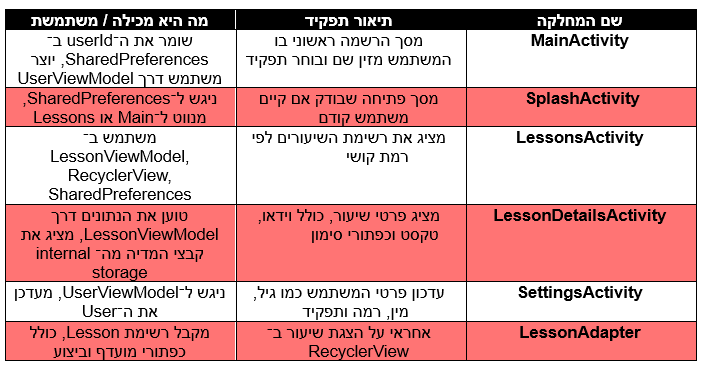 שם המחלקה תיאור תפקיד מה היא מכילה / משתמשת
MainActivity מסך הרשמה ראשוני בו שומר את ה־userId ב־
המשתמש מזין שם ובוחר תפקיד SharedPreferences, יוצר
משתמש דרך UserViewModel
SplashActivity מסך פתיחה שבודק אם קיים ניגש ל־SharedPreferences,
משתמש קודם מנווט ל־Main או Lessons
LessonsActivity מציג את רשימת השיעורים לפי משתמש ב־
רמת קושי LessonViewModel,
RecyclerView,
SharedPreferences
LessonDetailsActivity מציג פרטי שיעור, כולל וידאו, טוען את הנתונים דרך
טקסט וכפתורי סימון LessonViewModel, מציג את
קבצי המדיה מה־ internal
storage
SettingsActivity עדכון פרטי המשתמש כמו גיל, ניגש ל־UserViewModel, מעדכן
מין, רמה ותפקיד את ה־User
LessonAdapter אחראי על הצגת שיעור ב־ מקבל רשימת Lesson, כולל
RecyclerView כפתורי מועדף וביצוע